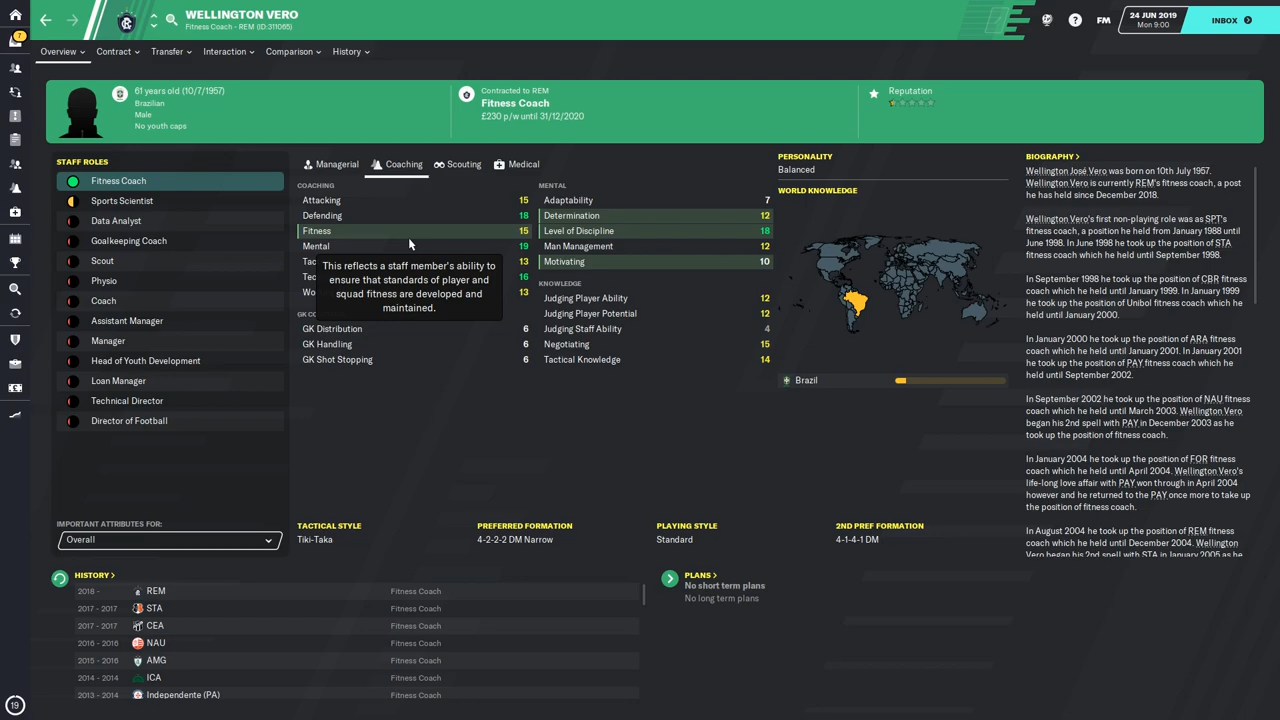 WELLINGTON VERO
Fitness Coach - REM (ID:311065)
FM
24 JUN 2019
Mon 9:00
INBOX
7
Overview
Contract
Transfer
Interaction
Comparison
History
61 years old (10/7/1957)
Brazilian
Male
No youth caps
Contracted to REM
Fitness Coach
£230 p/w until 31/12/2020
Reputation
STAFF ROLES
Fitness Coach
Sports Scientist
Data Analyst
Goalkeeping Coach
Scout
Physio
Coach
Assistant Manager
Manager
Head of Youth Development
Loan Manager
Technical Director
Director of Football
IMPORTANT ATTRIBUTES FOR:
Overall
Managerial
Coaching
Scouting
Medical
COACHING
Attacking 15
Defending 18
Fitness 15
Mental 19
Tac 13
Tec 16
Wo 13
This reflects a staff member's ability to
ensure that standards of player and
squad fitness are developed and
maintained.
GK CO
GK Distribution 6
GK Handling 6
GK Shot Stopping 6
MENTAL
Adaptability 7
Determination 12
Level of Discipline 18
Man Management 12
Motivating 10
KNOWLEDGE
Judging Player Ability 12
Judging Player Potential 12
Judging Staff Ability 4
Negotiating 15
Tactical Knowledge 14
PERSONALITY
Balanced
WORLD KNOWLEDGE
Brazil
BIOGRAPHY >
Wellington José Vero was born on 10th July 1957.
Wellington Vero is currently REM's fitness coach, a post
he has held since December 2018.
Wellington Vero's first non-playing role was as SPT's
fitness coach, a position he held from January 1998 until
June 1998. In June 1998 he took up the position of STA
fitness coach which he held until September 1998.
In September 1998 he took up the position of CBR fitness
coach which he held until January 1999. In January 1999
he took up the position of Unibol fitness coach which he
held until January 2000.
In January 2000 he took up the position of ARA fitness
coach which he held until January 2001. In January 2001
he took up the position of PAY fitness coach which he
held until September 2002.
In September 2002 he took up the position of NAU fitness
coach which he held until March 2003. Wellington Vero
began his 2nd spell with PAY in December 2003 as he
took up the position of fitness coach.
In January 2004 he took up the position of FOR fitness
coach which he held until April 2004. Wellington Vero's
life-long love affair with PAY won through in April 2004
however and he returned to the PAY once more to take up
the position of fitness coach.
In August 2004 he took up the position of REM fitness
coach which he held until December 2004. Wellington
Vero began his 2nd spell with STA in January 2005 as he
TACTICAL STYLE
Tiki-Taka
PREFERRED FORMATION
4-2-2-2 DM Narrow
PLAYING STYLE
Standard
2ND PREF FORMATION
4-1-4-1 DM
HISTORY >
2018 - REM Fitness Coach
2017 - 2017 STA Fitness Coach
2017 - 2017 CEA Fitness Coach
2016 - 2016 NAU Fitness Coach
2015 - 2016 AMG Fitness Coach
2014 - 2014 ICA Fitness Coach
2013 - 2014 Independente (PA) Fitness Coach
PLANS >
No short term plans
No long term plans
19